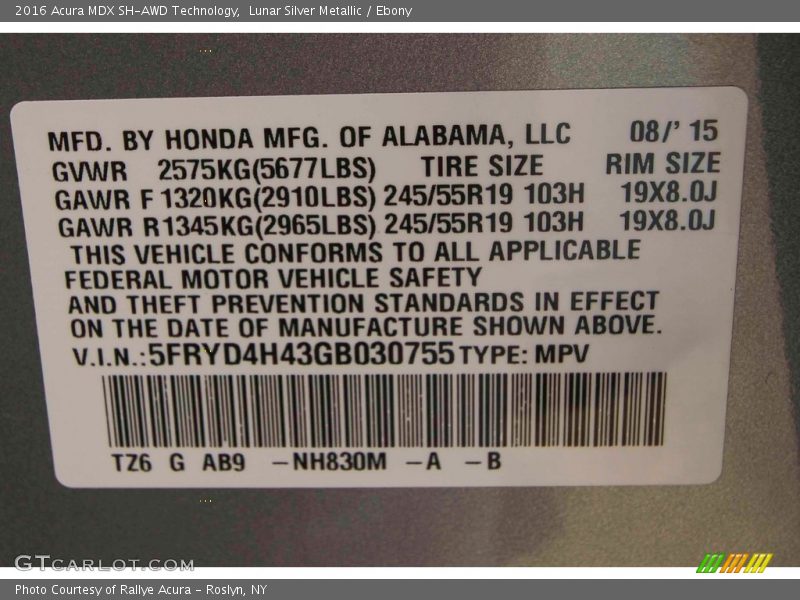 2016 Acura MDX SH-AWD Technology,  Lunar Silver Metallic / Ebony
MFD. BY HONDA MFG. OF ALABAMA, LLC 08/' 15
GVWR 2575KG(5677LBS) TIRE SIZE RIM SIZE
GAWR F 1320KG(2910LBS) 245/55R19 103H 19X8.0J
GAWR R1345KG(2965LBS) 245/55R19 103H 19X8.0J
THIS VEHICLE CONFORMS TO ALL APPLICABLE
FEDERAL MOTOR VEHICLE SAFETY
AND THEFT PREVENTION STANDARDS IN EFFECT
ON THE DATE OF MANUFACTURE SHOWN ABOVE.
V.I.N.:5FRYD4H43GB030755 TYPE: MPV
TZ6 G AB9 -NH830M -A -B
GTCARLOT.COM
Photo Courtesy of Rallye Acura - Roslyn, NY